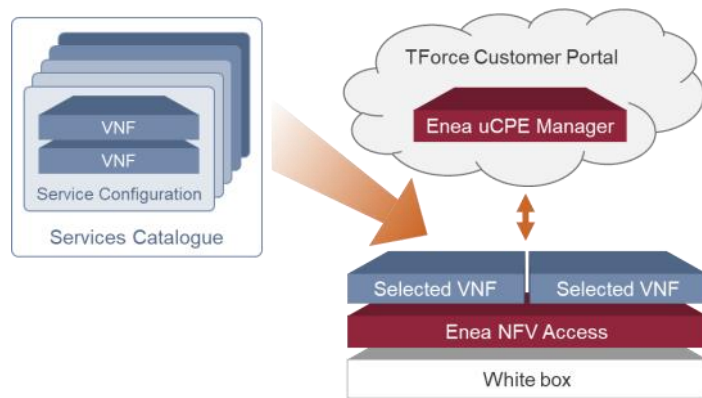 VNF
VNF
Service Configuration
Services Catalogue
TForce Customer Portal
Enea uCPE Manager
Selected VNF
Selected VNF
Enea NFV Access
White box